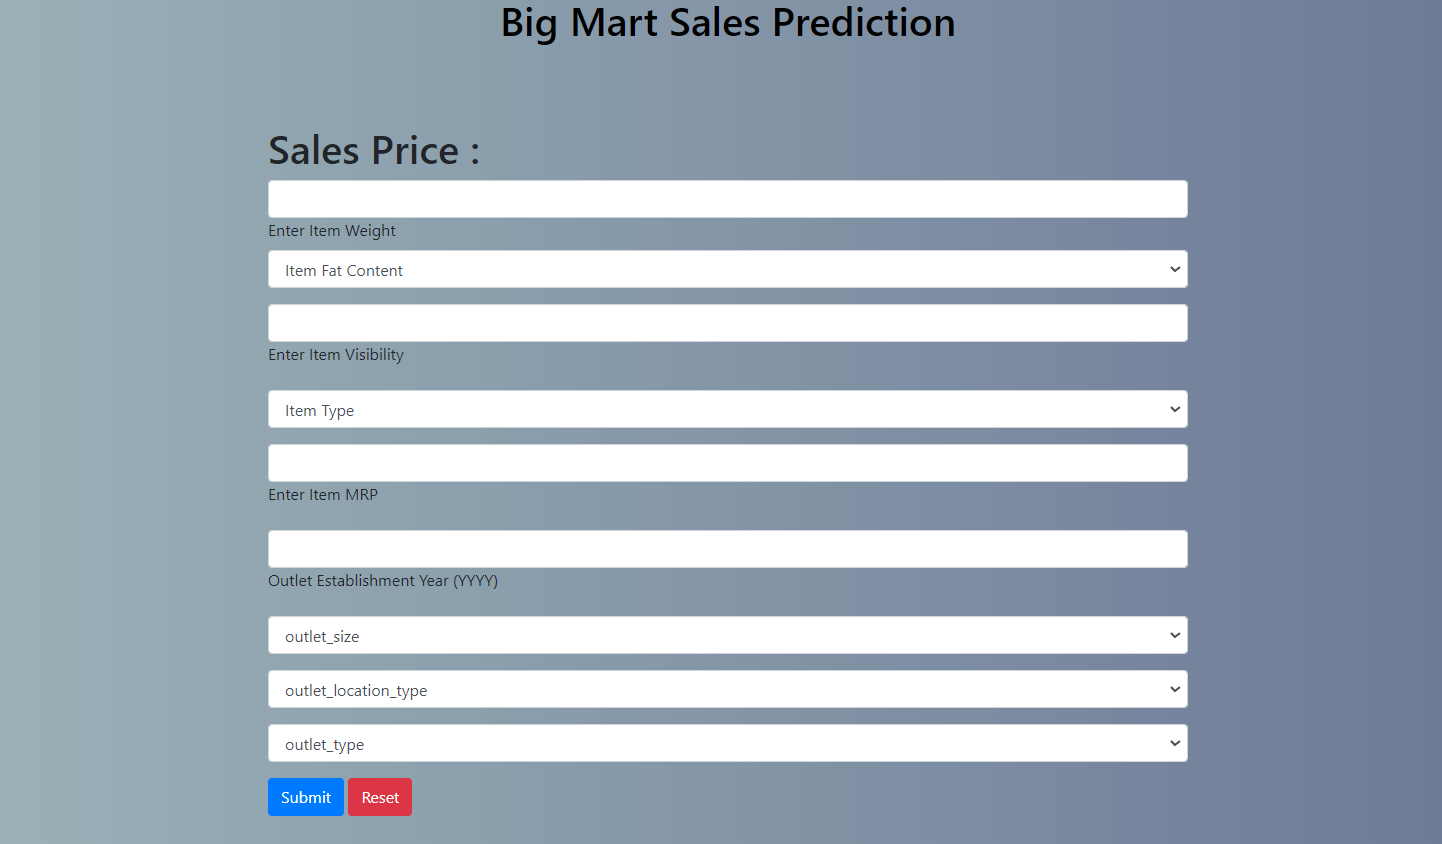 Big Mart Sales Prediction
Sales Price :
Enter Item Weight
Item Fat Content
Enter Item Visibility
Item Type
Enter Item MRP
Outlet Establishment Year (YYYY)
outlet_size
outlet_location_type
outlet_type
Submit Reset